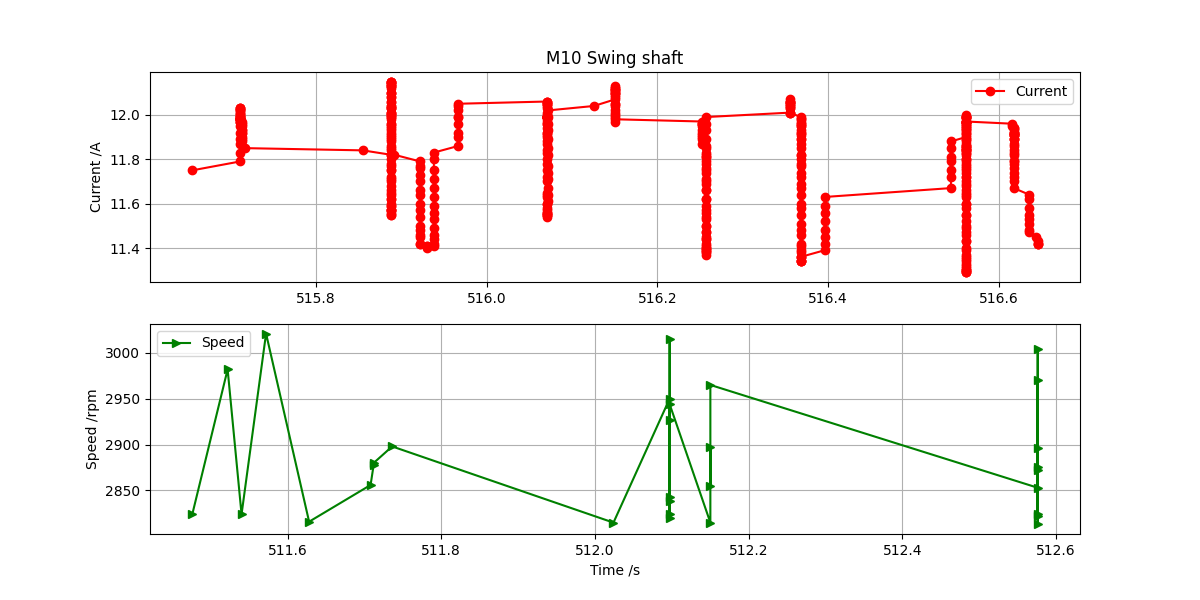 M10 Swing shaft
Current /A
12.0
11.8
11.6
11.4
Current
515.8 516.0 516.2 516.4 516.6
Speed /rpm
3000
2950
2900
2850
Speed
511.6 511.8 512.0 512.2 512.4 512.6
Time /s